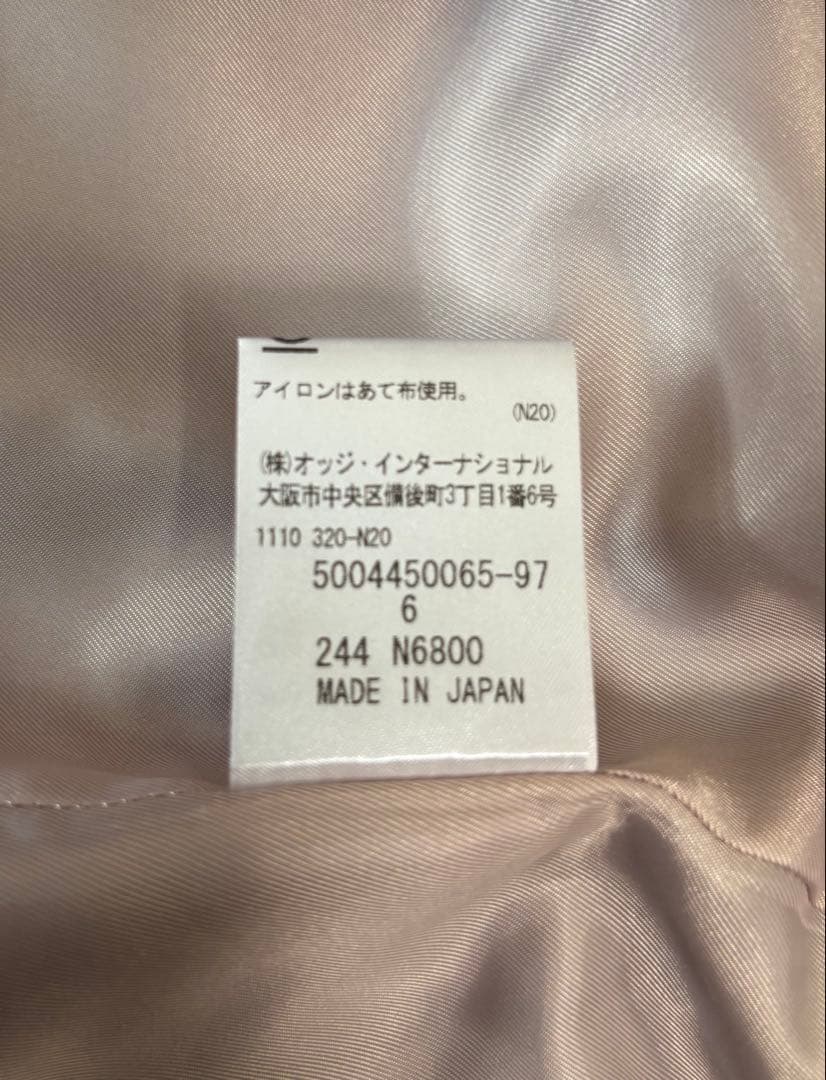 アイロンはあて布使用。
(N20)
(株)オッジ・インターナショナル
大阪市中央区備後町3丁目1番6号
1110 320-N20
5004450065-97
6
244 N6800
MADE IN JAPAN